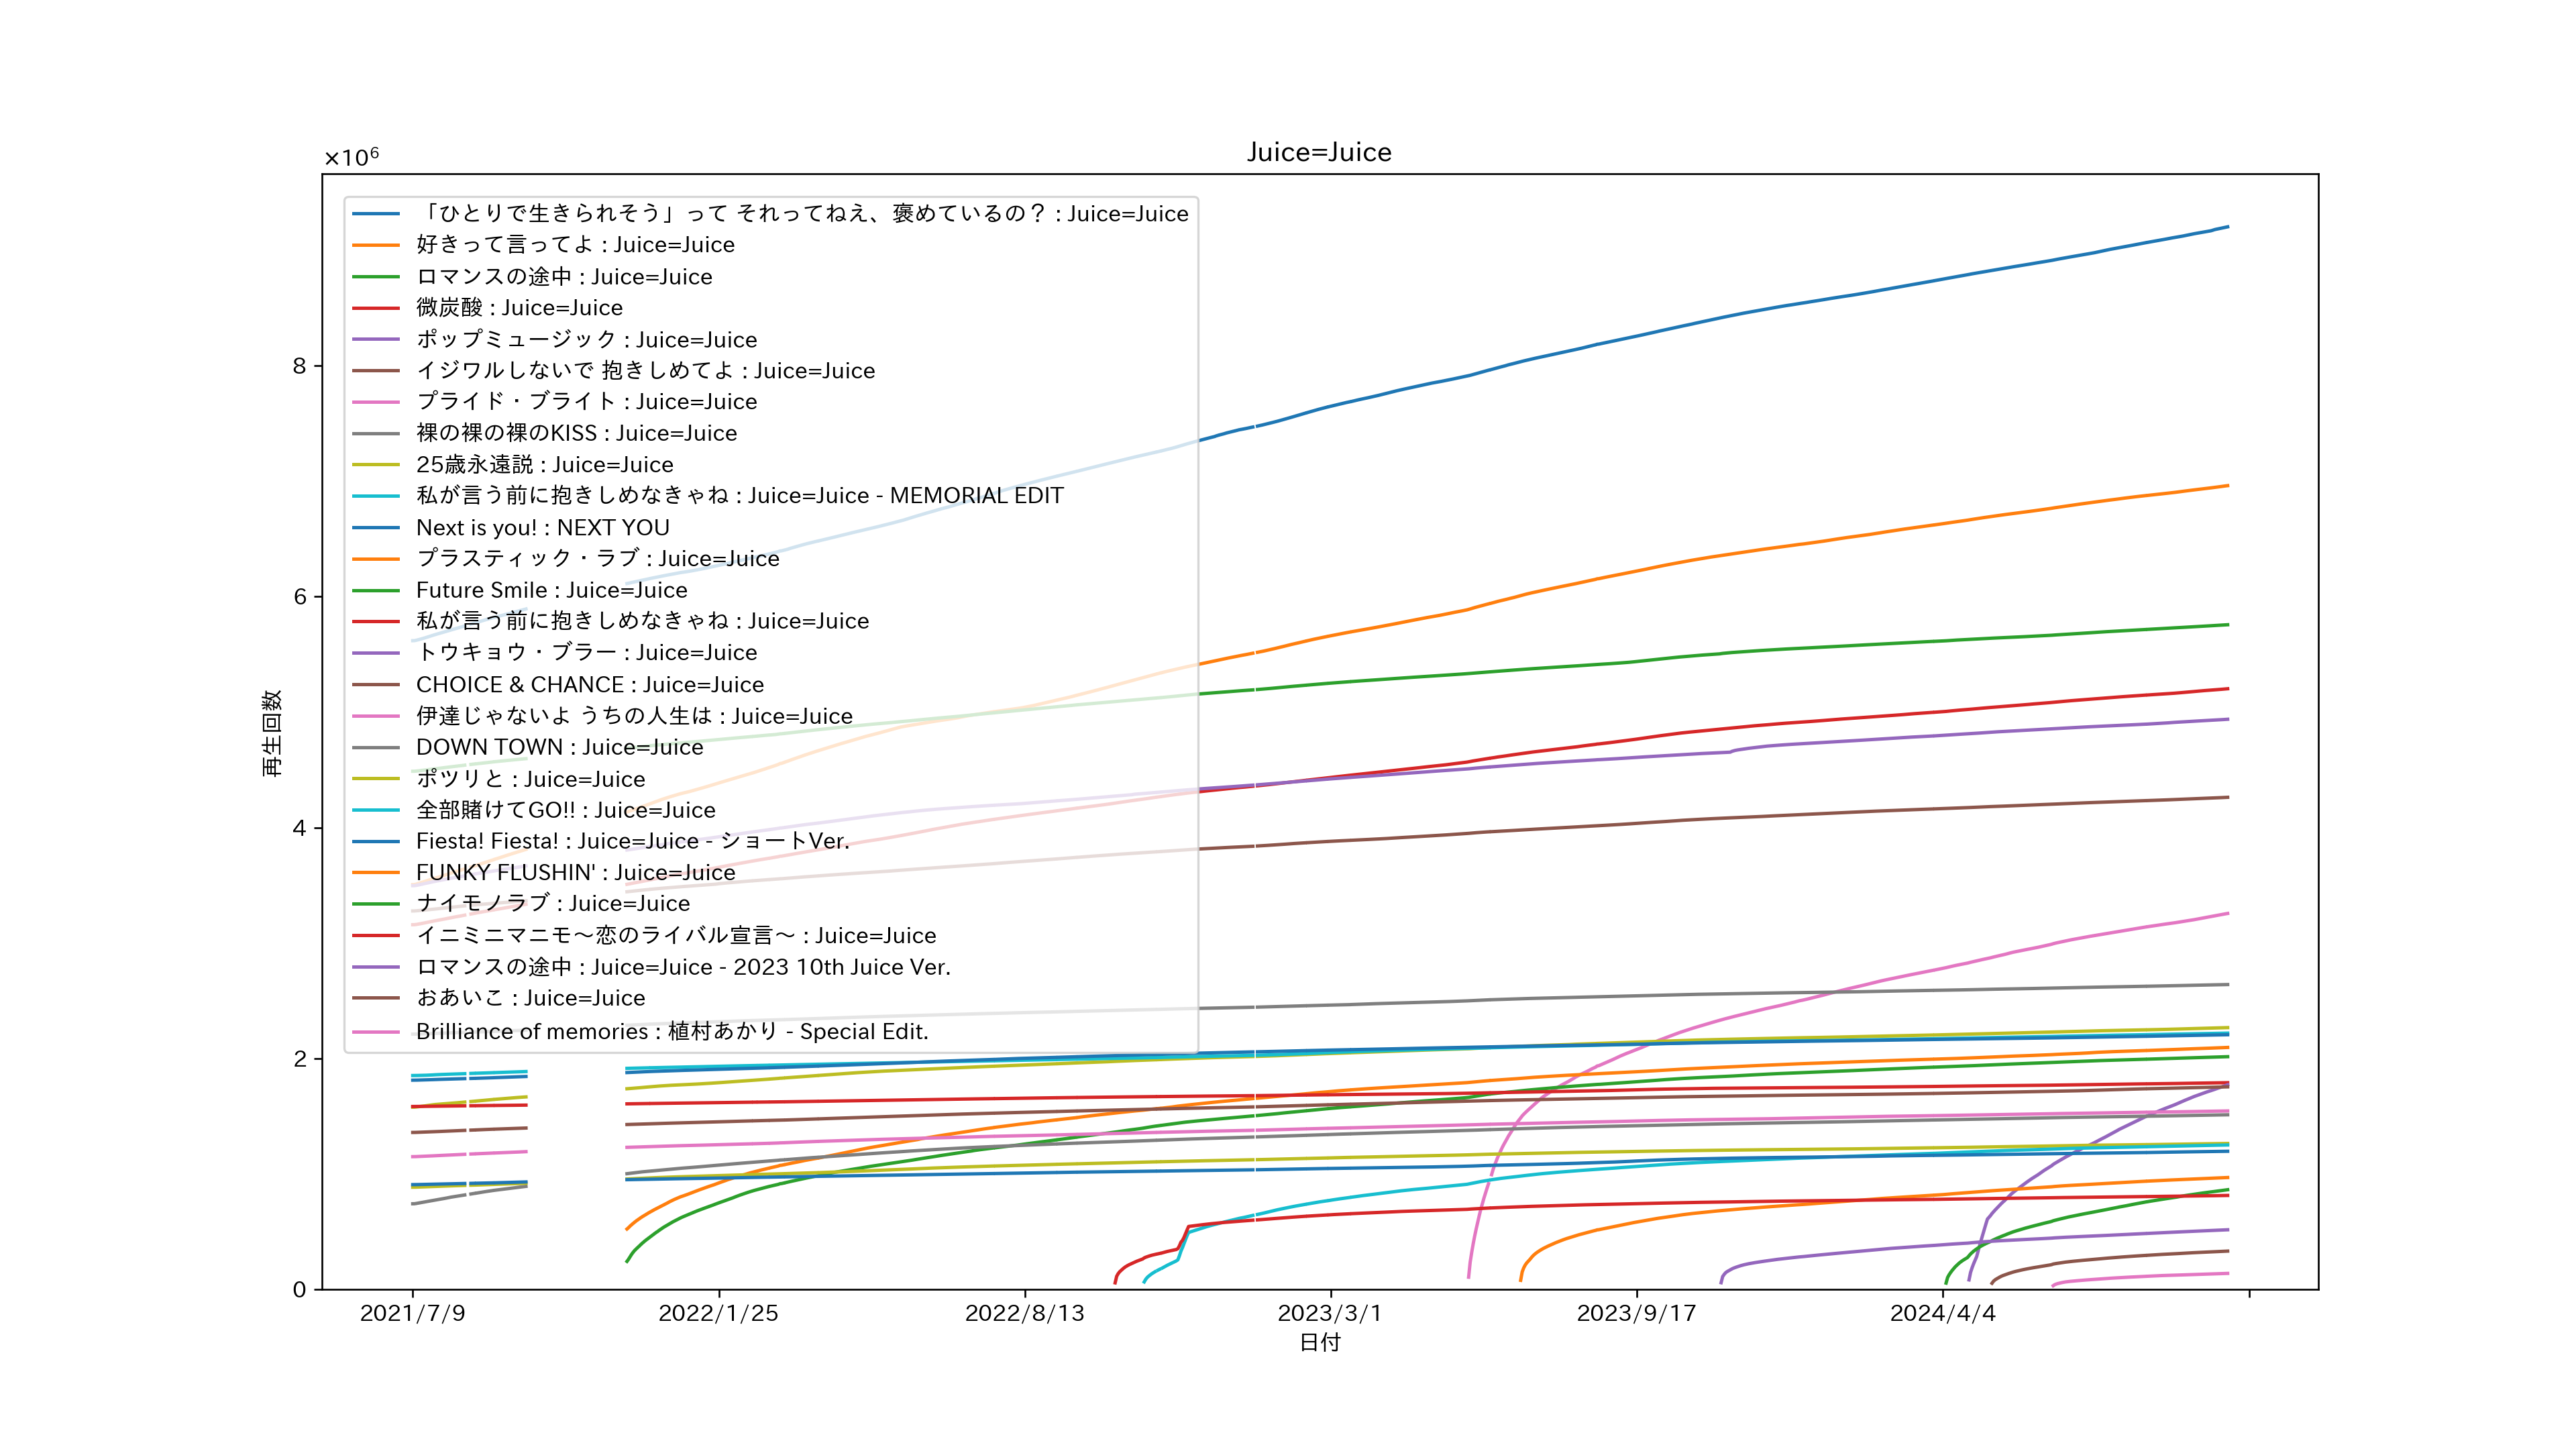 Juice=Juice
×10⁶
「ひとりで生きられそう」って それってねえ、褒めているの？ : Juice=Juice
好きって言ってよ : Juice=Juice
ロマンスの途中 : Juice=Juice
微炭酸 : Juice=Juice
ポップミュージック : Juice=Juice
イジワルしないで 抱きしめてよ : Juice=Juice
プライド・ブライト : Juice=Juice
裸の裸の裸のKISS : Juice=Juice
25歳永遠説 : Juice=Juice
私が言う前に抱きしめなきゃね : Juice=Juice - MEMORIAL EDIT
Next is you! : NEXT YOU
プラスティック・ラブ : Juice=Juice
Future Smile : Juice=Juice
私が言う前に抱きしめなきゃね : Juice=Juice
トウキョウ・ブラー : Juice=Juice
CHOICE & CHANCE : Juice=Juice
伊達じゃないよ うちの人生は : Juice=Juice
DOWN TOWN : Juice=Juice
ポツリと : Juice=Juice
全部賭けてGO!! : Juice=Juice
Fiesta! Fiesta! : Juice=Juice - ショートVer.
FUNKY FLUSHIN' : Juice=Juice
ナイモノラブ : Juice=Juice
イニミニマニモ～恋のライバル宣言～ : Juice=Juice
ロマンスの途中 : Juice=Juice - 2023 10th Juice Ver.
おあいこ : Juice=Juice
Brilliance of memories : 植村あかり - Special Edit.
8
6
4
2
0
再生回数
2021/7/9
2022/1/25
2022/8/13
2023/3/1
2023/9/17
2024/4/4
日付